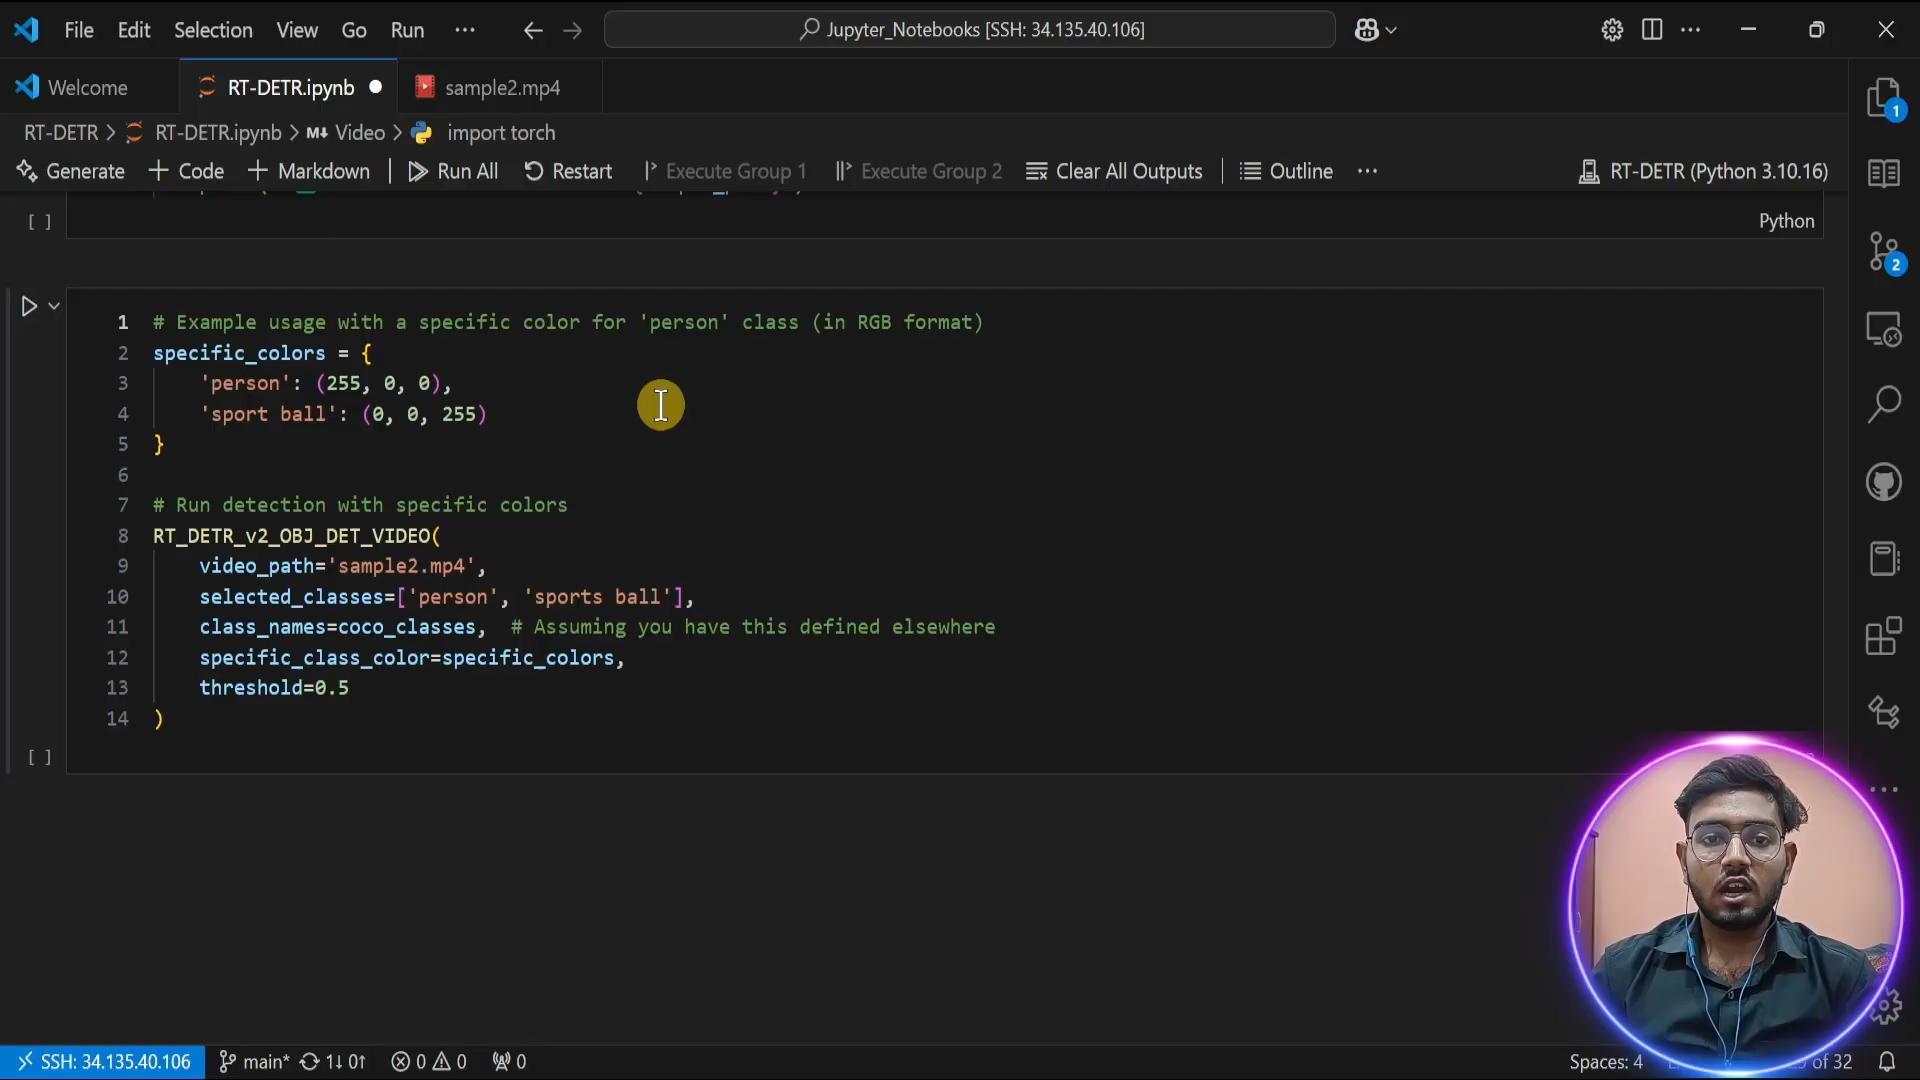 File Edit Selection View Go Run ··· Jupyter_Notebooks [SSH: 34.135.40.106]
Welcome RT-DETR.ipynb sample2.mp4
RT-DETR > RT-DETR.ipynb > M↓ Video > import torch
Generate + Code + Markdown Run All Restart Execute Group 1 Execute Group 2 Clear All Outputs Outline ··· RT-DETR (Python 3.10.16)
1
[ ] Python
2
1 # Example usage with a specific color for 'person' class (in RGB format)
2 specific_colors = {
3 'person': (255, 0, 0),
4 'sport ball': (0, 0, 255)
5 }
6
7 # Run detection with specific colors
8 RT_DETR_v2_OBJ_DET_VIDEO(
9 video_path='sample2.mp4',
10 selected_classes=['person', 'sports ball'],
11 class_names=coco_classes, # Assuming you have this defined elsewhere
12 specific_class_color=specific_colors,
13 threshold=0.5
14 )
[ ]
SSH: 34.135.40.106 main* 1↓ 0↑ 0 0 0 Spaces: 4 of 32